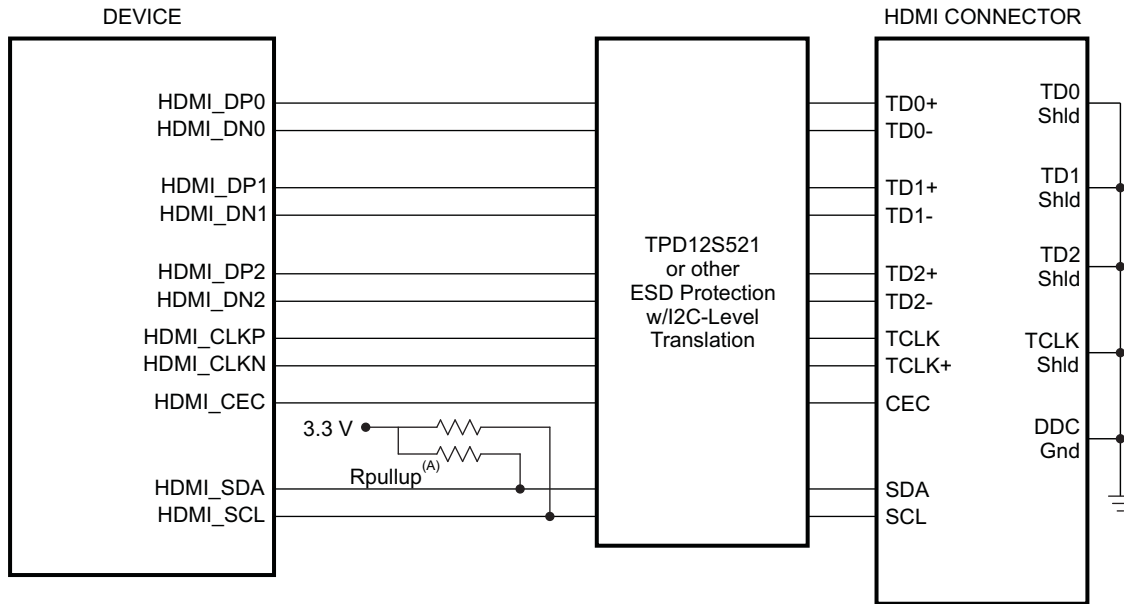 DEVICE
HDMI_DP0
HDMI_DN0
HDMI_DP1
HDMI_DN1
HDMI_DP2
HDMI_DN2
HDMI_CLKP
HDMI_CLKN
HDMI_CEC
3.3 V
Rpullup(A)
HDMI_SDA
HDMI_SCL
TPD12S521
or other
ESD Protection
w/I2C-Level
Translation
HDMI CONNECTOR
TD0+
TD0-
TD1+
TD1-
TD2+
TD2-
TCLK
TCLK+
CEC
SDA
SCL
TD0
Shld
TD1
Shld
TD2
Shld
TCLK
Shld
DDC
Gnd